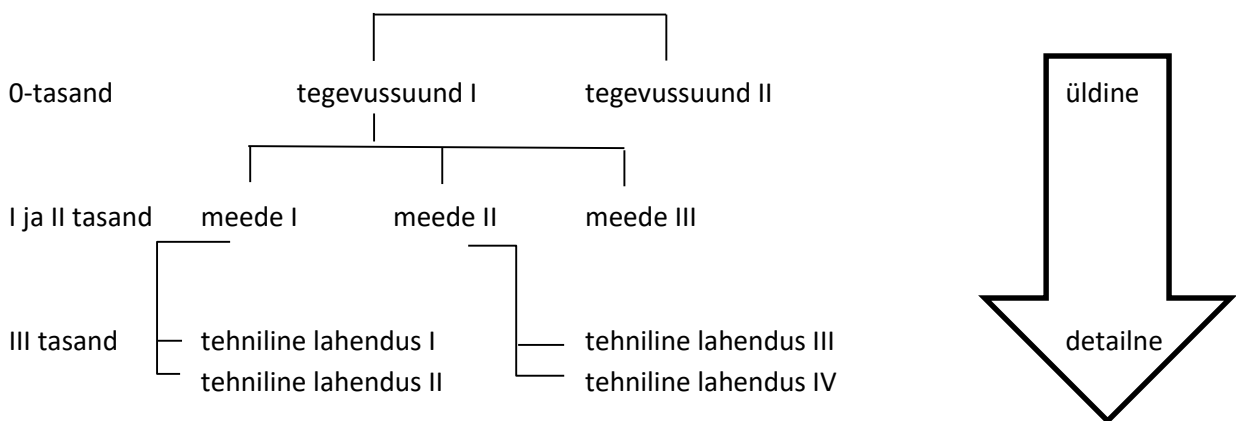 0-tasand tegevussuund I tegevussuund II üldine
I ja II tasand meede I meede II meede III
III tasand tehniline lahendus I tehniline lahendus III detailne
tehniline lahendus II tehniline lahendus IV